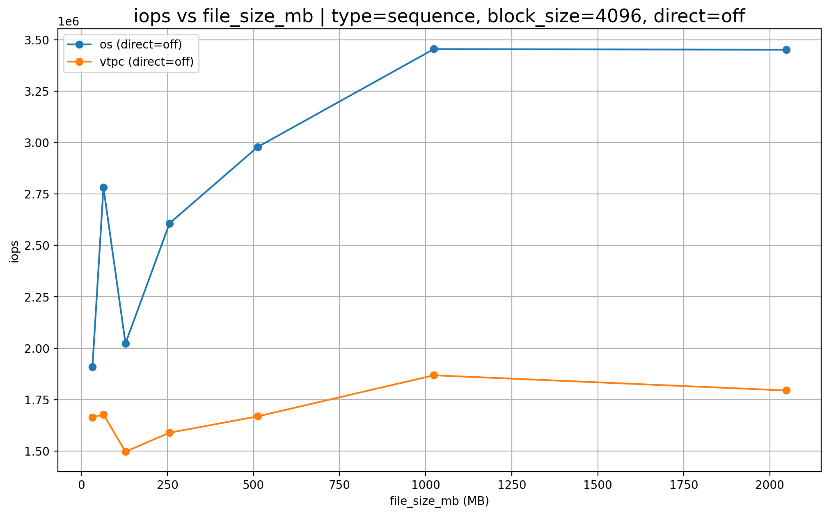 iops vs file_size_mb | type=sequence, block_size=4096, direct=off
1e6
os (direct=off)
vtpc (direct=off)
3.50
3.25
3.00
2.75
2.50
2.25
2.00
1.75
1.50
iops
0 250 500 750 1000 1250 1500 1750 2000
file_size_mb (MB)